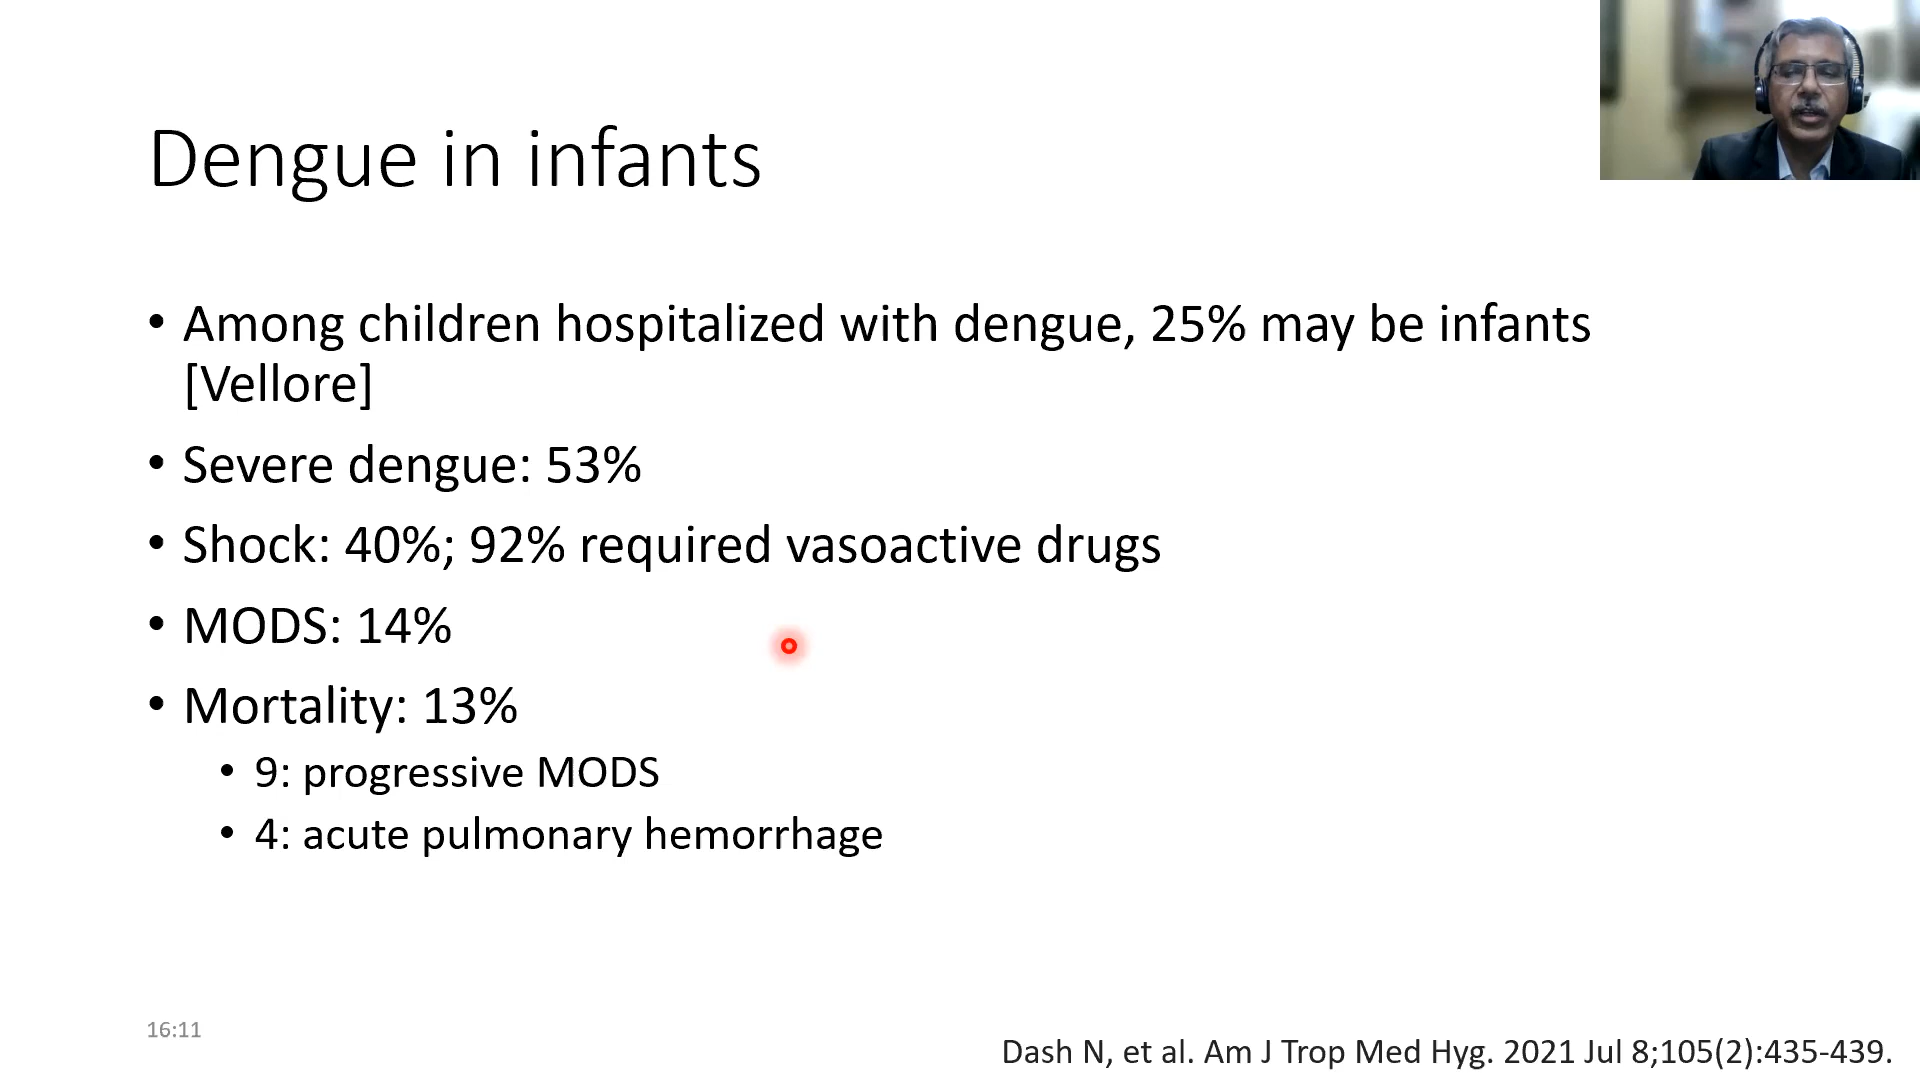 Dengue in infants
• Among children hospitalized with dengue, 25% may be infants
[Vellore]
• Severe dengue: 53%
• Shock: 40%; 92% required vasoactive drugs
• MODS: 14%
• Mortality: 13%
• 9: progressive MODS
• 4: acute pulmonary hemorrhage
16:11
Dash N, et al. Am J Trop Med Hyg. 2021 Jul 8;105(2):435-439.